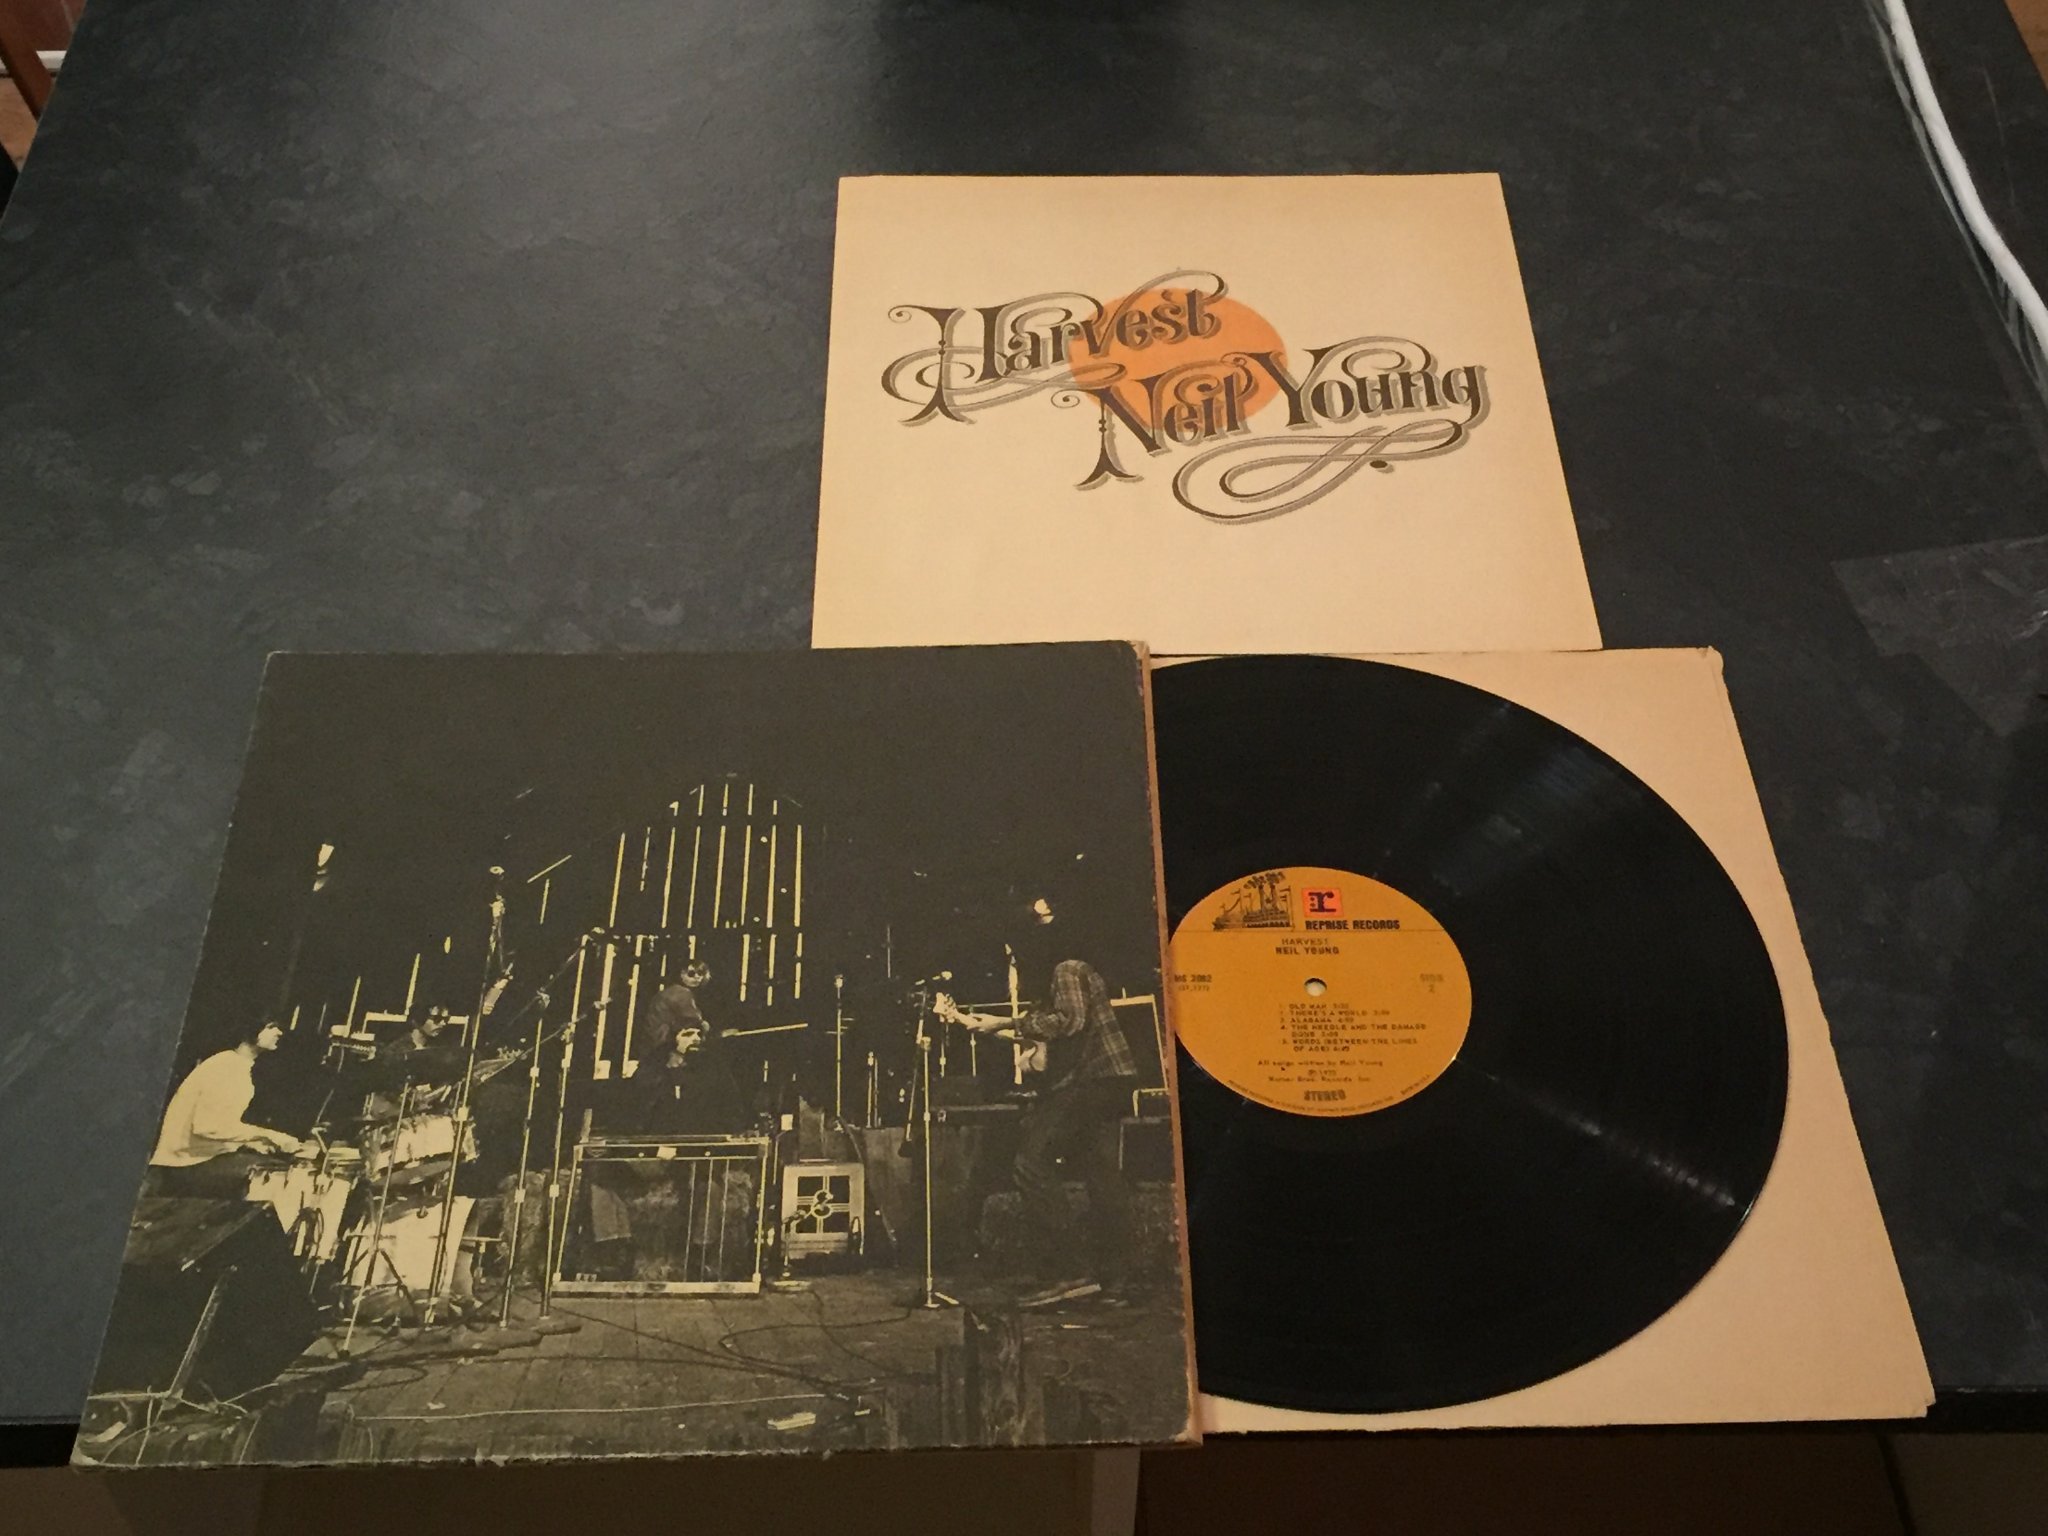 Harvest
Neil Young
r
REPRISE RECORDS
HARVEST
NEIL YOUNG
MS 2032
SIDE
2
1. OLD MAN
2. THERE'S A WORLD
3. ALABAMA
4. THE NEEDLE AND THE DAMAGE
DONE
5. WORDS (BETWEEN THE LINES
OF AGE)
All songs written by Neil Young
Warner Bros. Records Inc.
STEREO